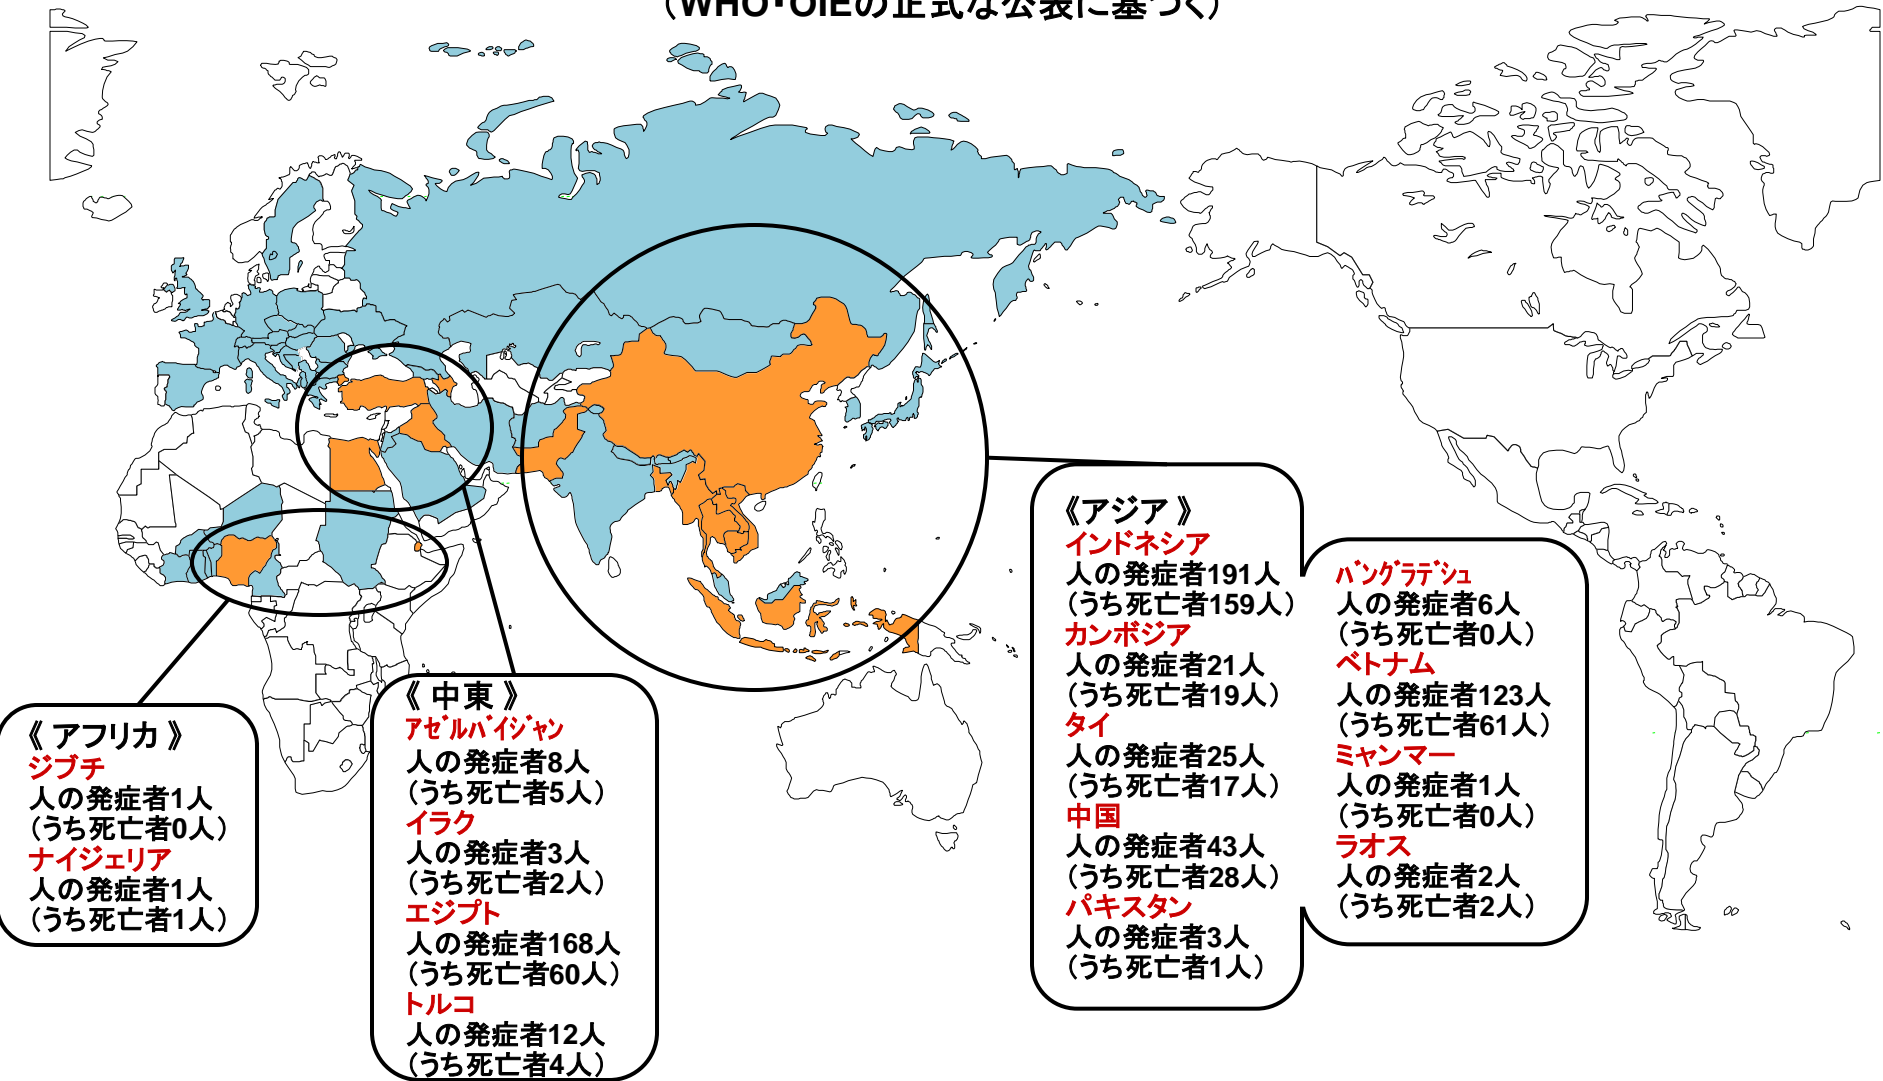 （WHO・OIEの正式な公表に基づく）
《 アフリカ 》
ジブチ
人の発症者1人
（うち死亡者0人）
ナイジェリア
人の発症者1人
（うち死亡者1人）
《 中東 》
ｱｾﾞﾙﾊﾞｲｼﾞｬﾝ
人の発症者8人
（うち死亡者5人）
イラク
人の発症者3人
（うち死亡者2人）
エジプト
人の発症者168人
（うち死亡者60人）
トルコ
人の発症者12人
（うち死亡者4人）
《アジア 》
インドネシア
人の発症者191人
（うち死亡者159人）
カンボジア
人の発症者21人
（うち死亡者19人）
タイ
人の発症者25人
（うち死亡者17人）
中国
人の発症者43人
（うち死亡者28人）
パキスタン
人の発症者3人
（うち死亡者1人）
ﾊﾞﾝｸﾞﾗﾃﾞｼｭ
人の発症者6人
（うち死亡者0人）
ベトナム
人の発症者123人
（うち死亡者61人）
ミャンマー
人の発症者1人
（うち死亡者0人）
ラオス
人の発症者2人
（うち死亡者2人）